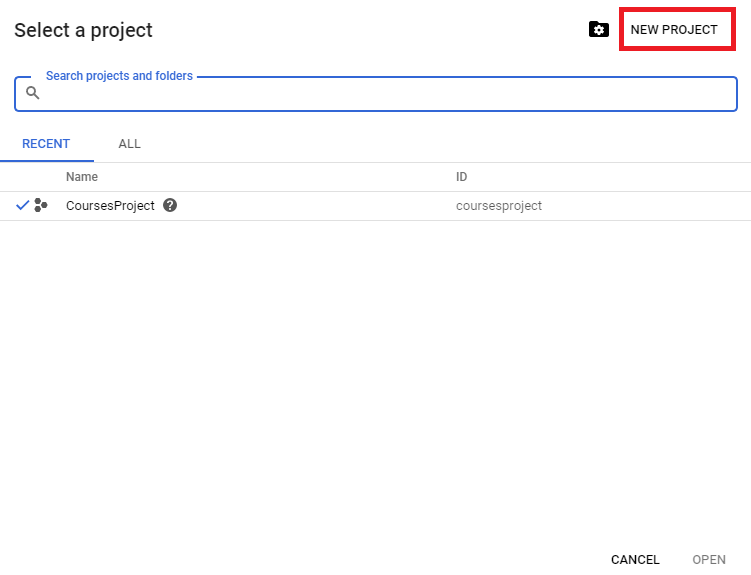 Select a project
NEW PROJECT
Search projects and folders
RECENT ALL
Name ID
CoursesProject coursesproject
CANCEL OPEN